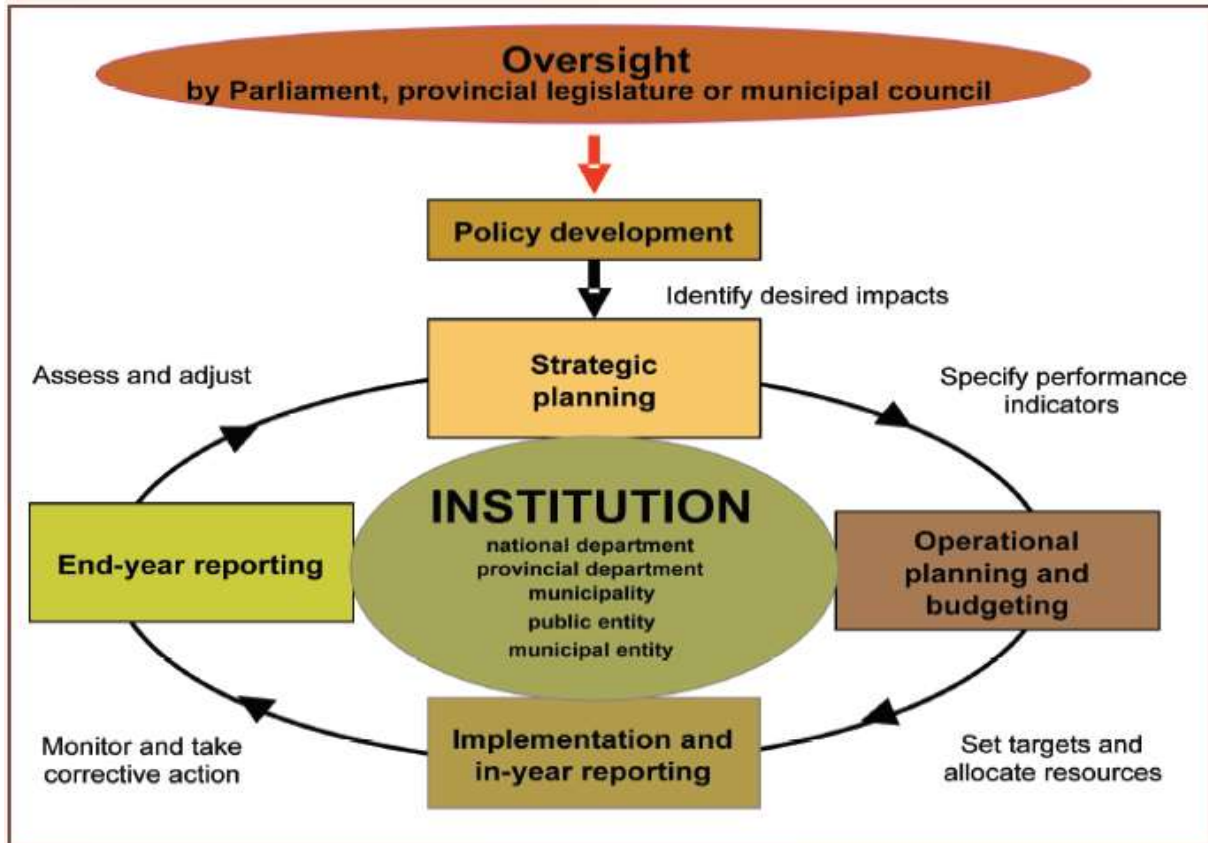 Oversight
by Parliament, provincial legislature or municipal council
Policy development
Identify desired impacts
Strategic
planning
Assess and adjust
Specify performance
indicators
INSTITUTION
national department
provincial department
municipality
public entity
municipal entity
End-year reporting
Operational
planning and
budgeting
Implementation and
in-year reporting
Monitor and take
corrective action
Set targets and
allocate resources